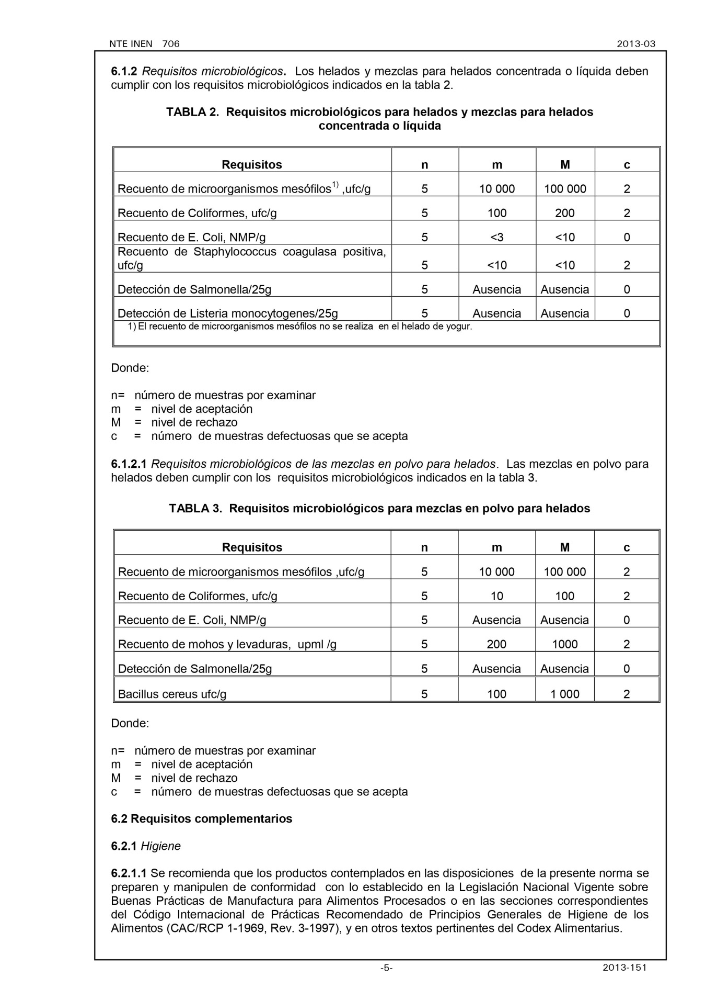 NTE INEN 706 2013-03
6.1.2 Requisitos microbiológicos. Los helados y mezclas para helados concentrada o líquida deben
cumplir con los requisitos microbiológicos indicados en la tabla 2.
TABLA 2. Requisitos microbiológicos para helados y mezclas para helados
concentrada o líquida
Requisitos n m M c
Recuento de microorganismos mesófilos1) ,ufc/g 5 10 000 100 000 2
Recuento de Coliformes, ufc/g 5 100 200 2
Recuento de E. Coli, NMP/g 5 <3 <10 0
Recuento de Staphylococcus coagulasa positiva,
ufc/g 5 <10 <10 2
Detección de Salmonella/25g 5 Ausencia Ausencia 0
Detección de Listeria monocytogenes/25g 5 Ausencia Ausencia 0
1) El recuento de microorganismos mesófilos no se realiza en el helado de yogur.
Donde:
n= número de muestras por examinar
m = nivel de aceptación
M = nivel de rechazo
c = número de muestras defectuosas que se acepta
6.1.2.1 Requisitos microbiológicos de las mezclas en polvo para helados. Las mezclas en polvo para
helados deben cumplir con los requisitos microbiológicos indicados en la tabla 3.
TABLA 3. Requisitos microbiológicos para mezclas en polvo para helados
Requisitos n m M c
Recuento de microorganismos mesófilos ,ufc/g 5 10 000 100 000 2
Recuento de Coliformes, ufc/g 5 10 100 2
Recuento de E. Coli, NMP/g 5 Ausencia Ausencia 0
Recuento de mohos y levaduras, upml /g 5 200 1000 2
Detección de Salmonella/25g 5 Ausencia Ausencia 0
Bacillus cereus ufc/g 5 100 1 000 2
Donde:
n= número de muestras por examinar
m = nivel de aceptación
M = nivel de rechazo
c = número de muestras defectuosas que se acepta
6.2 Requisitos complementarios
6.2.1 Higiene
6.2.1.1 Se recomienda que los productos contemplados en las disposiciones de la presente norma se
preparen y manipulen de conformidad con lo establecido en la Legislación Nacional Vigente sobre
Buenas Prácticas de Manufactura para Alimentos Procesados o en las secciones correspondientes
del Código Internacional de Prácticas Recomendado de Principios Generales de Higiene de los
Alimentos (CAC/RCP 1-1969, Rev. 3-1997), y en otros textos pertinentes del Codex Alimentarius.
-5- 2013-151